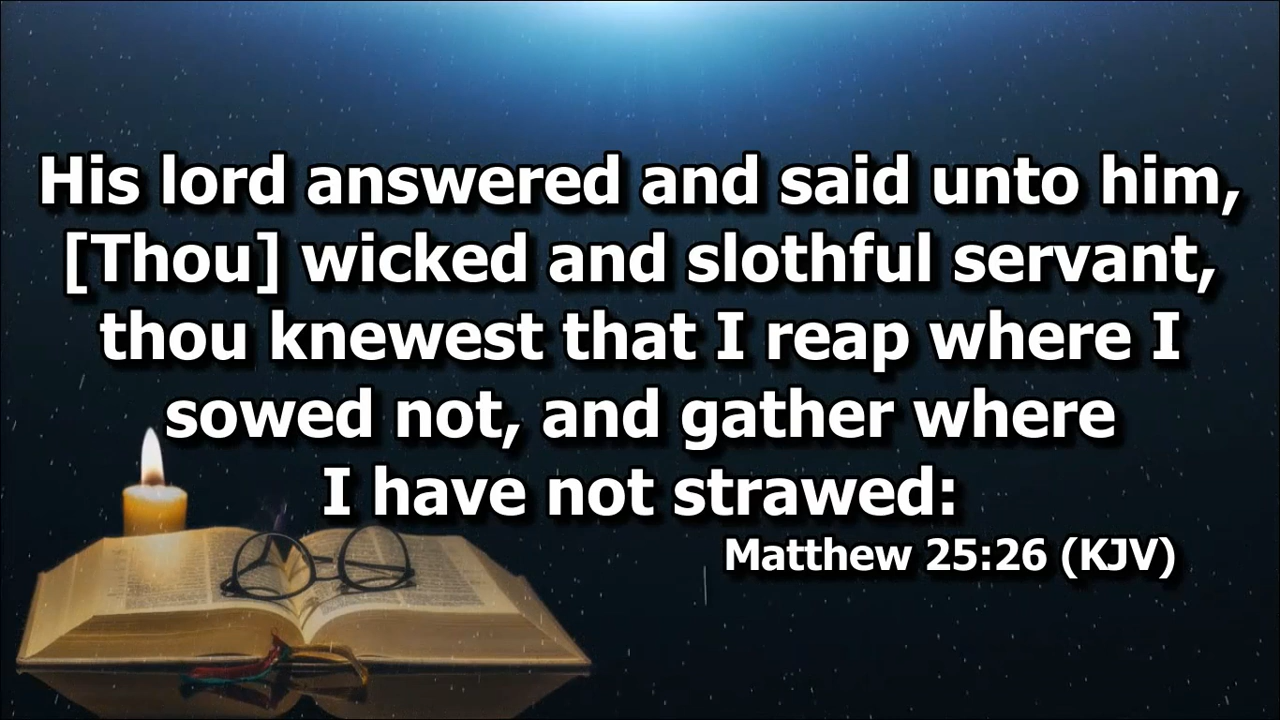 His lord answered and said unto him,
[Thou] wicked and slothful servant,
thou knewest that I reap where I
sowed not, and gather where
I have not strawed:
Matthew 25:26 (KJV)